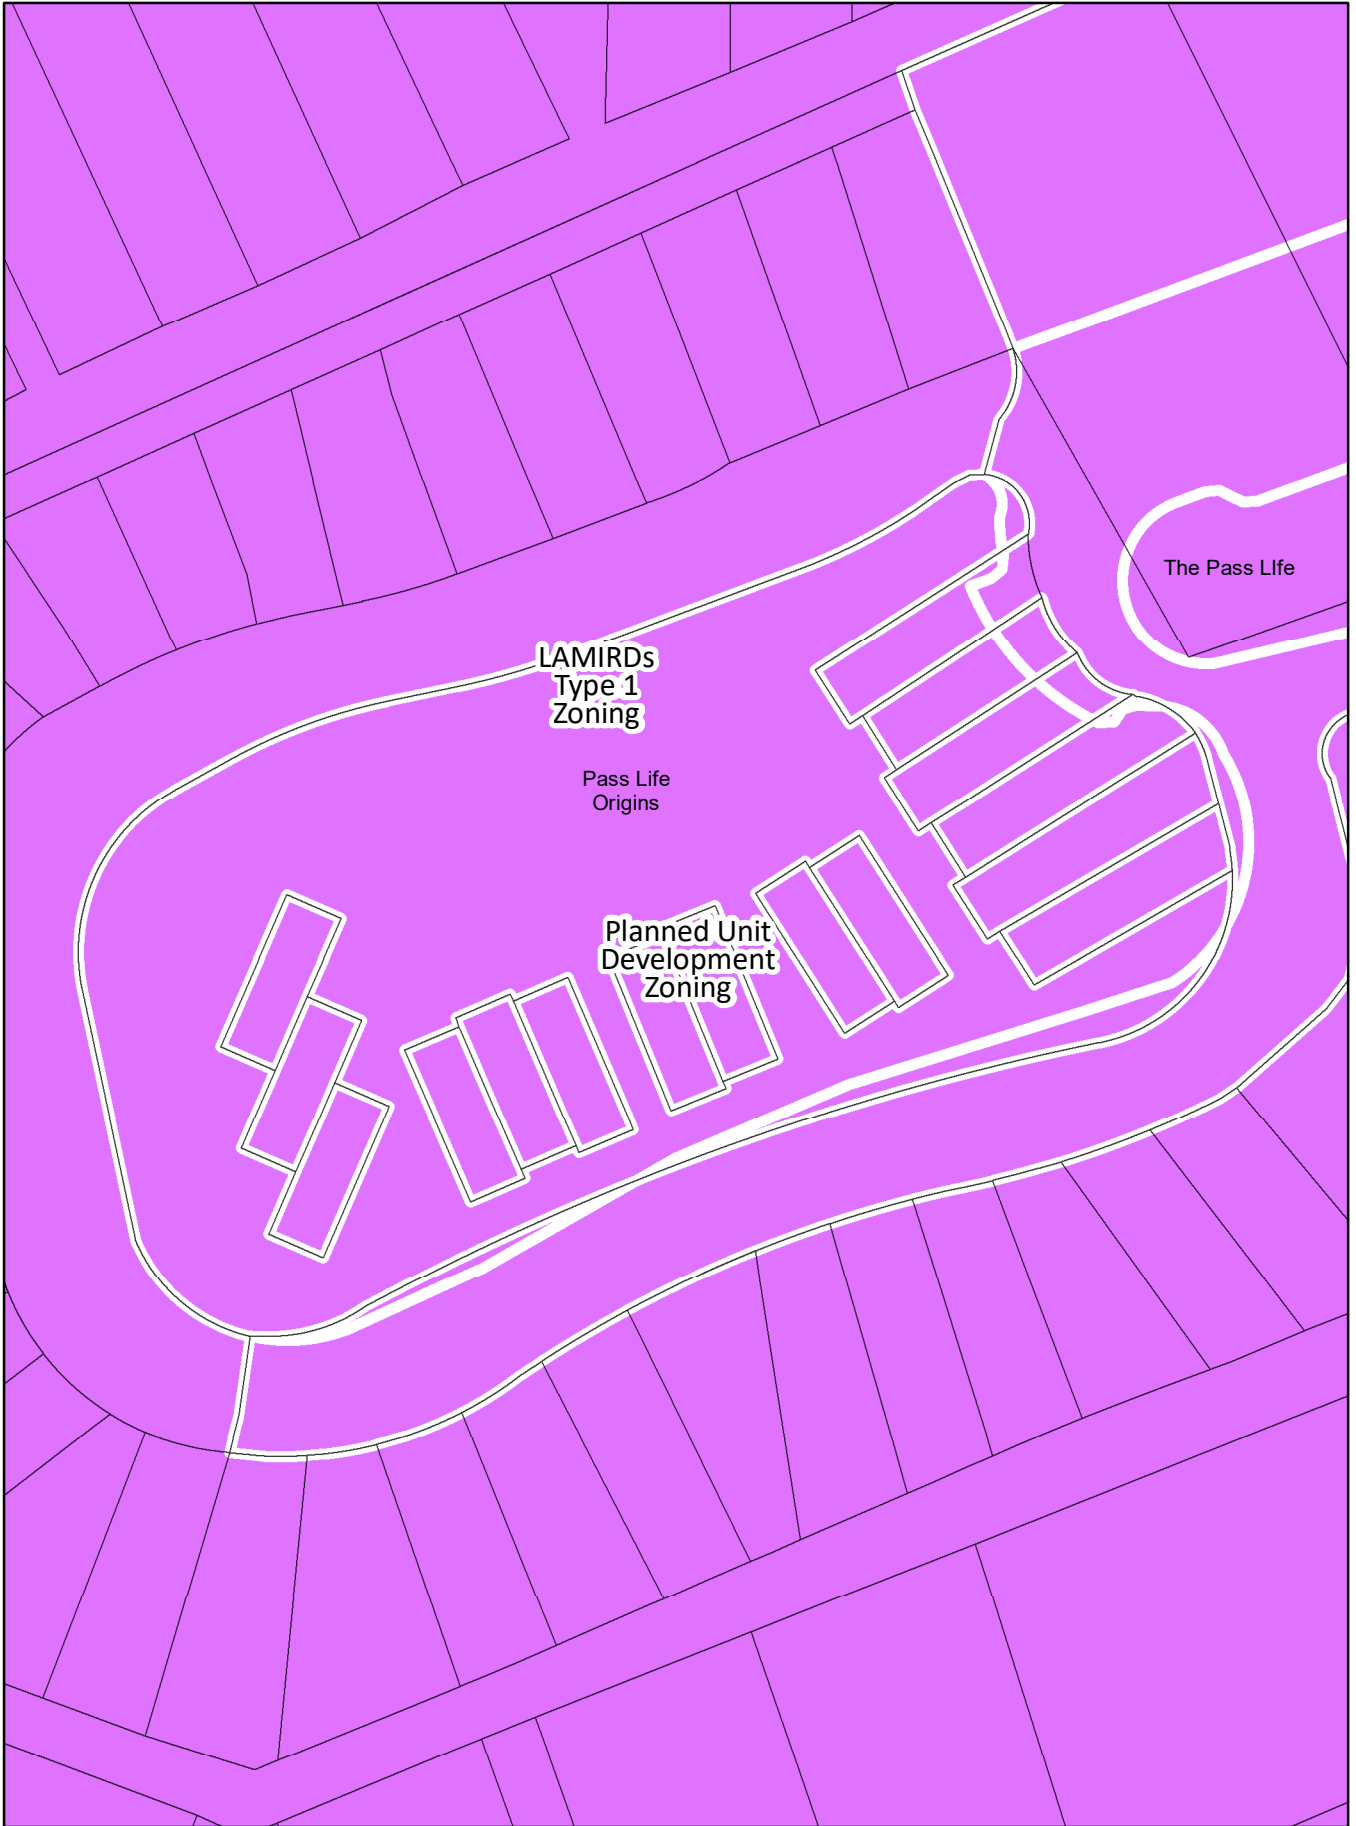 The Pass LIfe
LAMIRDs
Type 1
Zoning
Pass Life
Origins
Planned Unit
Development
Zoning